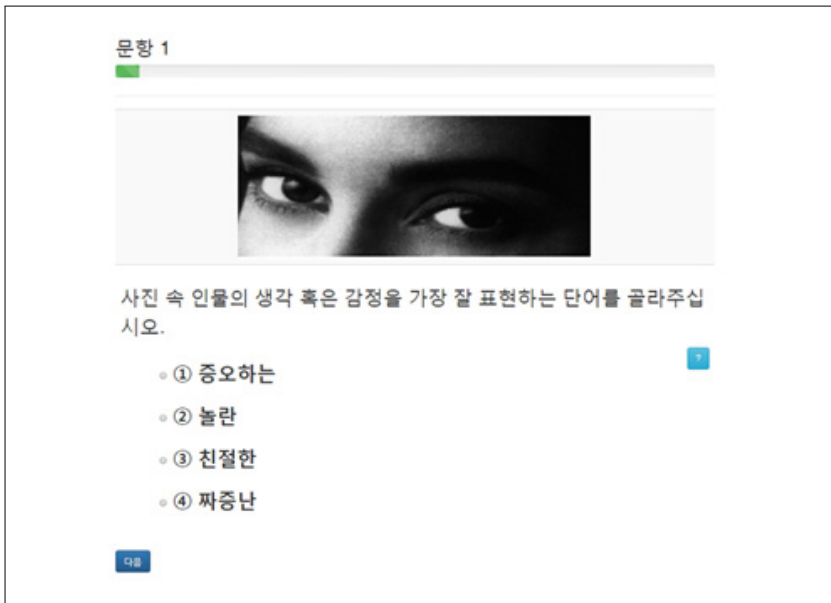 문항 1
사진 속 인물의 생각 혹은 감정을 가장 잘 표현하는 단어를 골라주십
시오.
?
① 증오하는
② 놀란
③ 친절한
④ 짜증난
다음